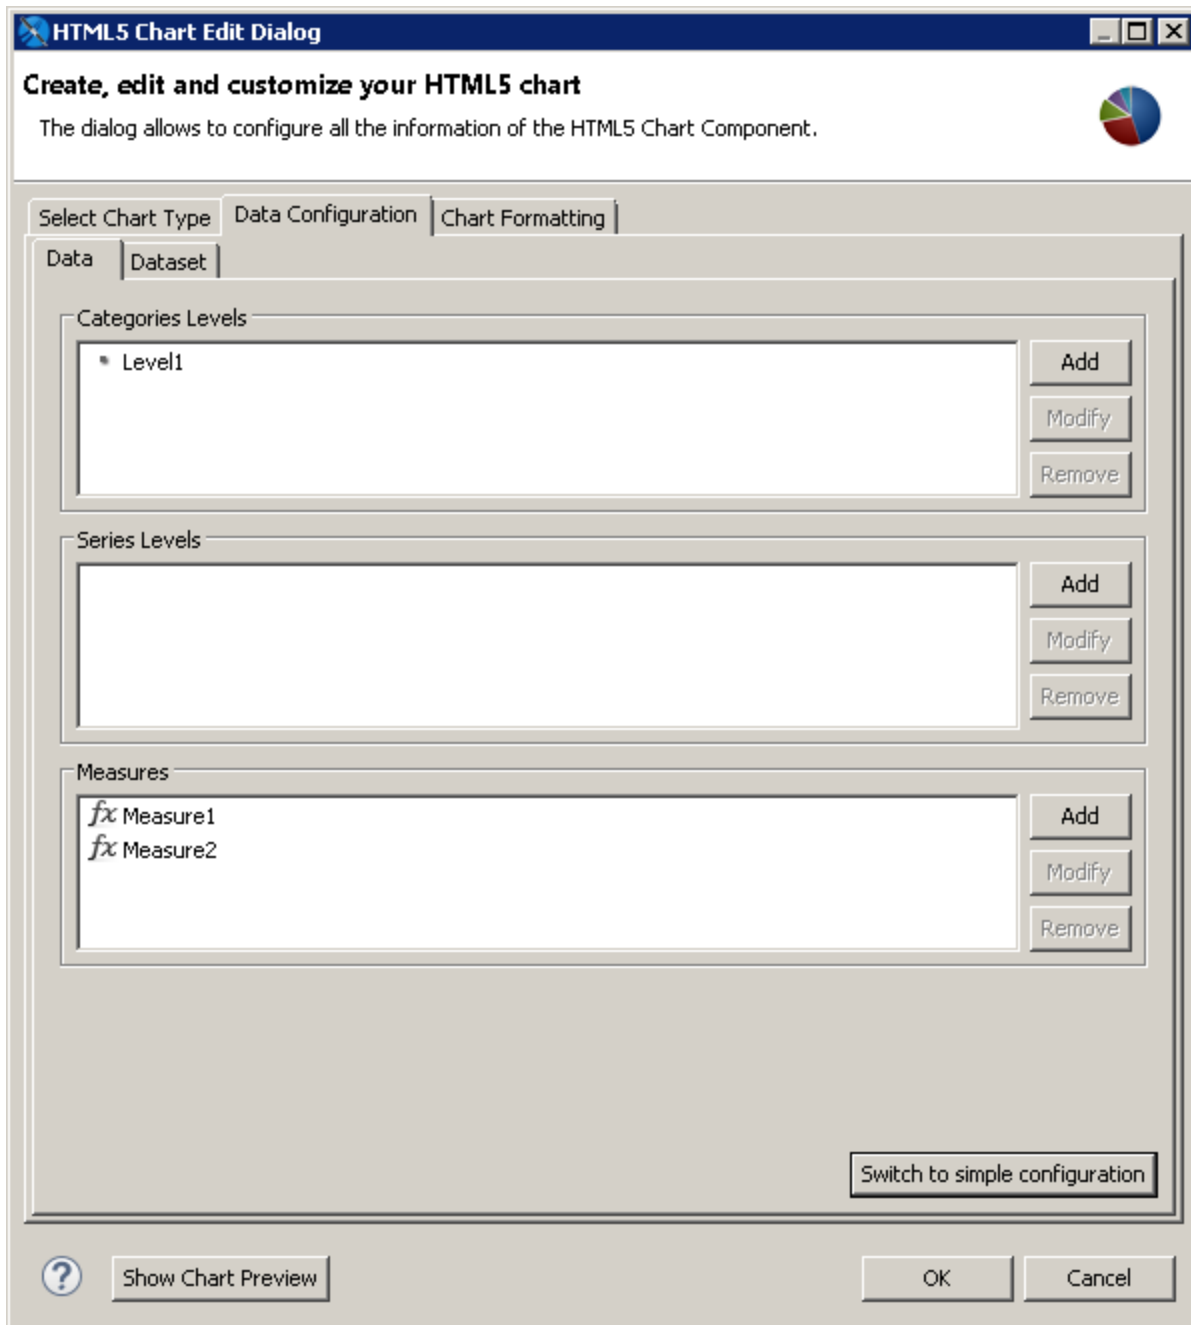 HTML5 Chart Edit Dialog
Create, edit and customize your HTML5 chart
The dialog allows to configure all the information of the HTML5 Chart Component.
Select Chart Type Data Configuration Chart Formatting
Data Dataset
Categories Levels
Level1
Add
Modify
Remove
Series Levels
Add
Modify
Remove
Measures
fx Measure1
fx Measure2
Add
Modify
Remove
Switch to simple configuration
? Show Chart Preview OK Cancel